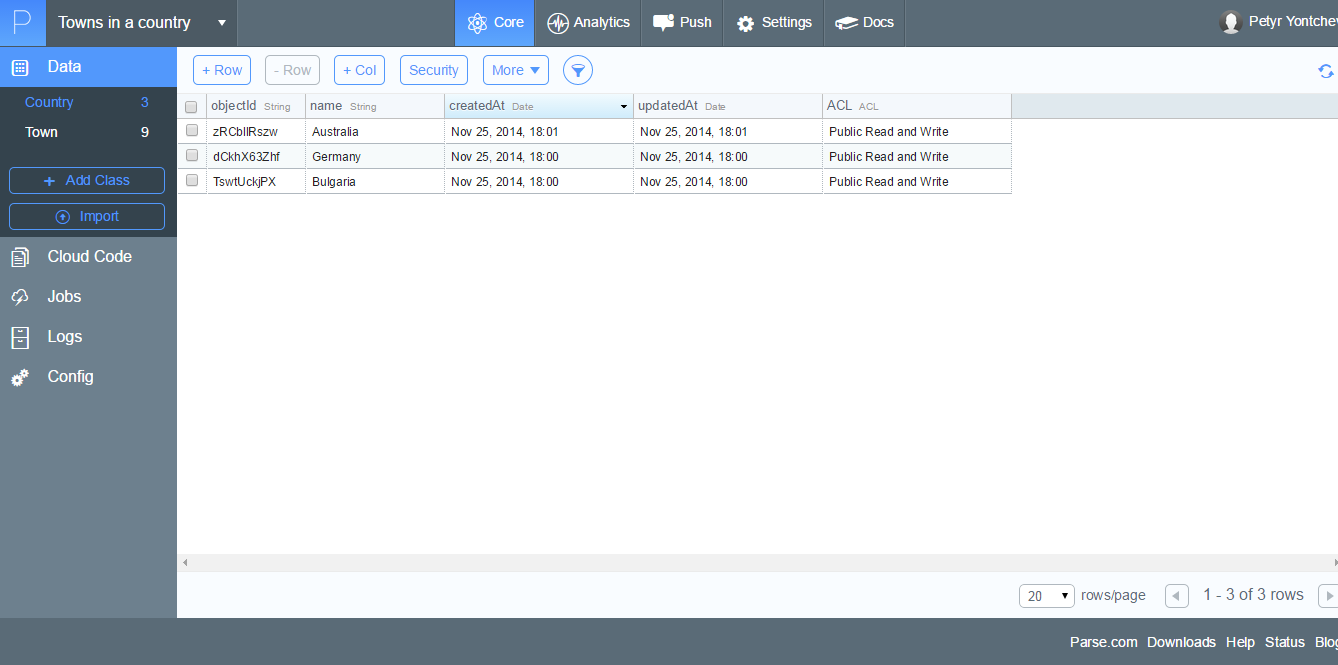 P Towns in a country Core Analytics Push Settings Docs Petyr Yontche
Data + Row - Row + Col Security More
Country 3
Town 9
Add Class
Import
Cloud Code
Jobs
Logs
Config
objectId String name String createdAt Date updatedAt Date ACL ACL
Australia Nov 25, 2014, 18:01 Nov 25, 2014, 18:01 Public Read and Write
dCkhX63Zhf Germany Nov 25, 2014, 18:00 Nov 25, 2014, 18:00 Public Read and Write
TswtUckjPX Bulgaria Nov 25, 2014, 18:00 Nov 25, 2014, 18:00 Public Read and Write
20 rows/page 1 - 3 of 3 rows
Parse.com Downloads Help Status Blog